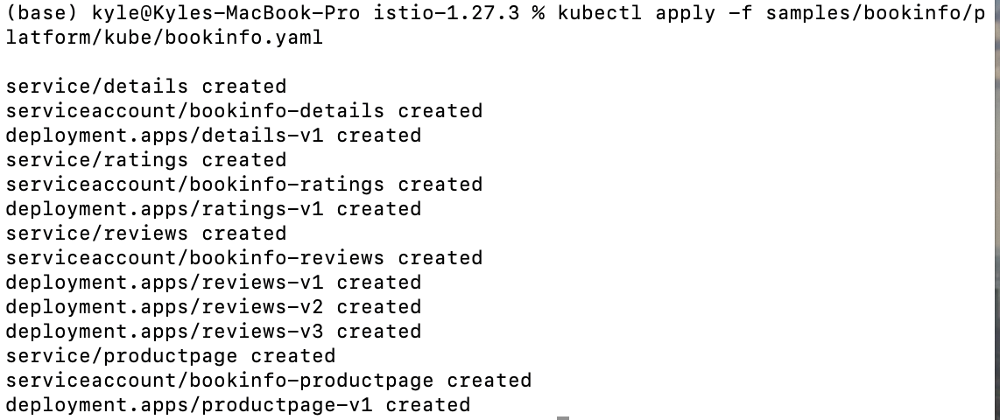 (base) kyle@Kyles-MacBook-Pro istio-1.27.3 % kubectl apply -f samples/bookinfo/p
latform/kube/bookinfo.yaml
service/details created
serviceaccount/bookinfo-details created
deployment.apps/details-v1 created
service/ratings created
serviceaccount/bookinfo-ratings created
deployment.apps/ratings-v1 created
service/reviews created
serviceaccount/bookinfo-reviews created
deployment.apps/reviews-v1 created
deployment.apps/reviews-v2 created
deployment.apps/reviews-v3 created
service/productpage created
serviceaccount/bookinfo-productpage created
deployment.apps/productpage-v1 created